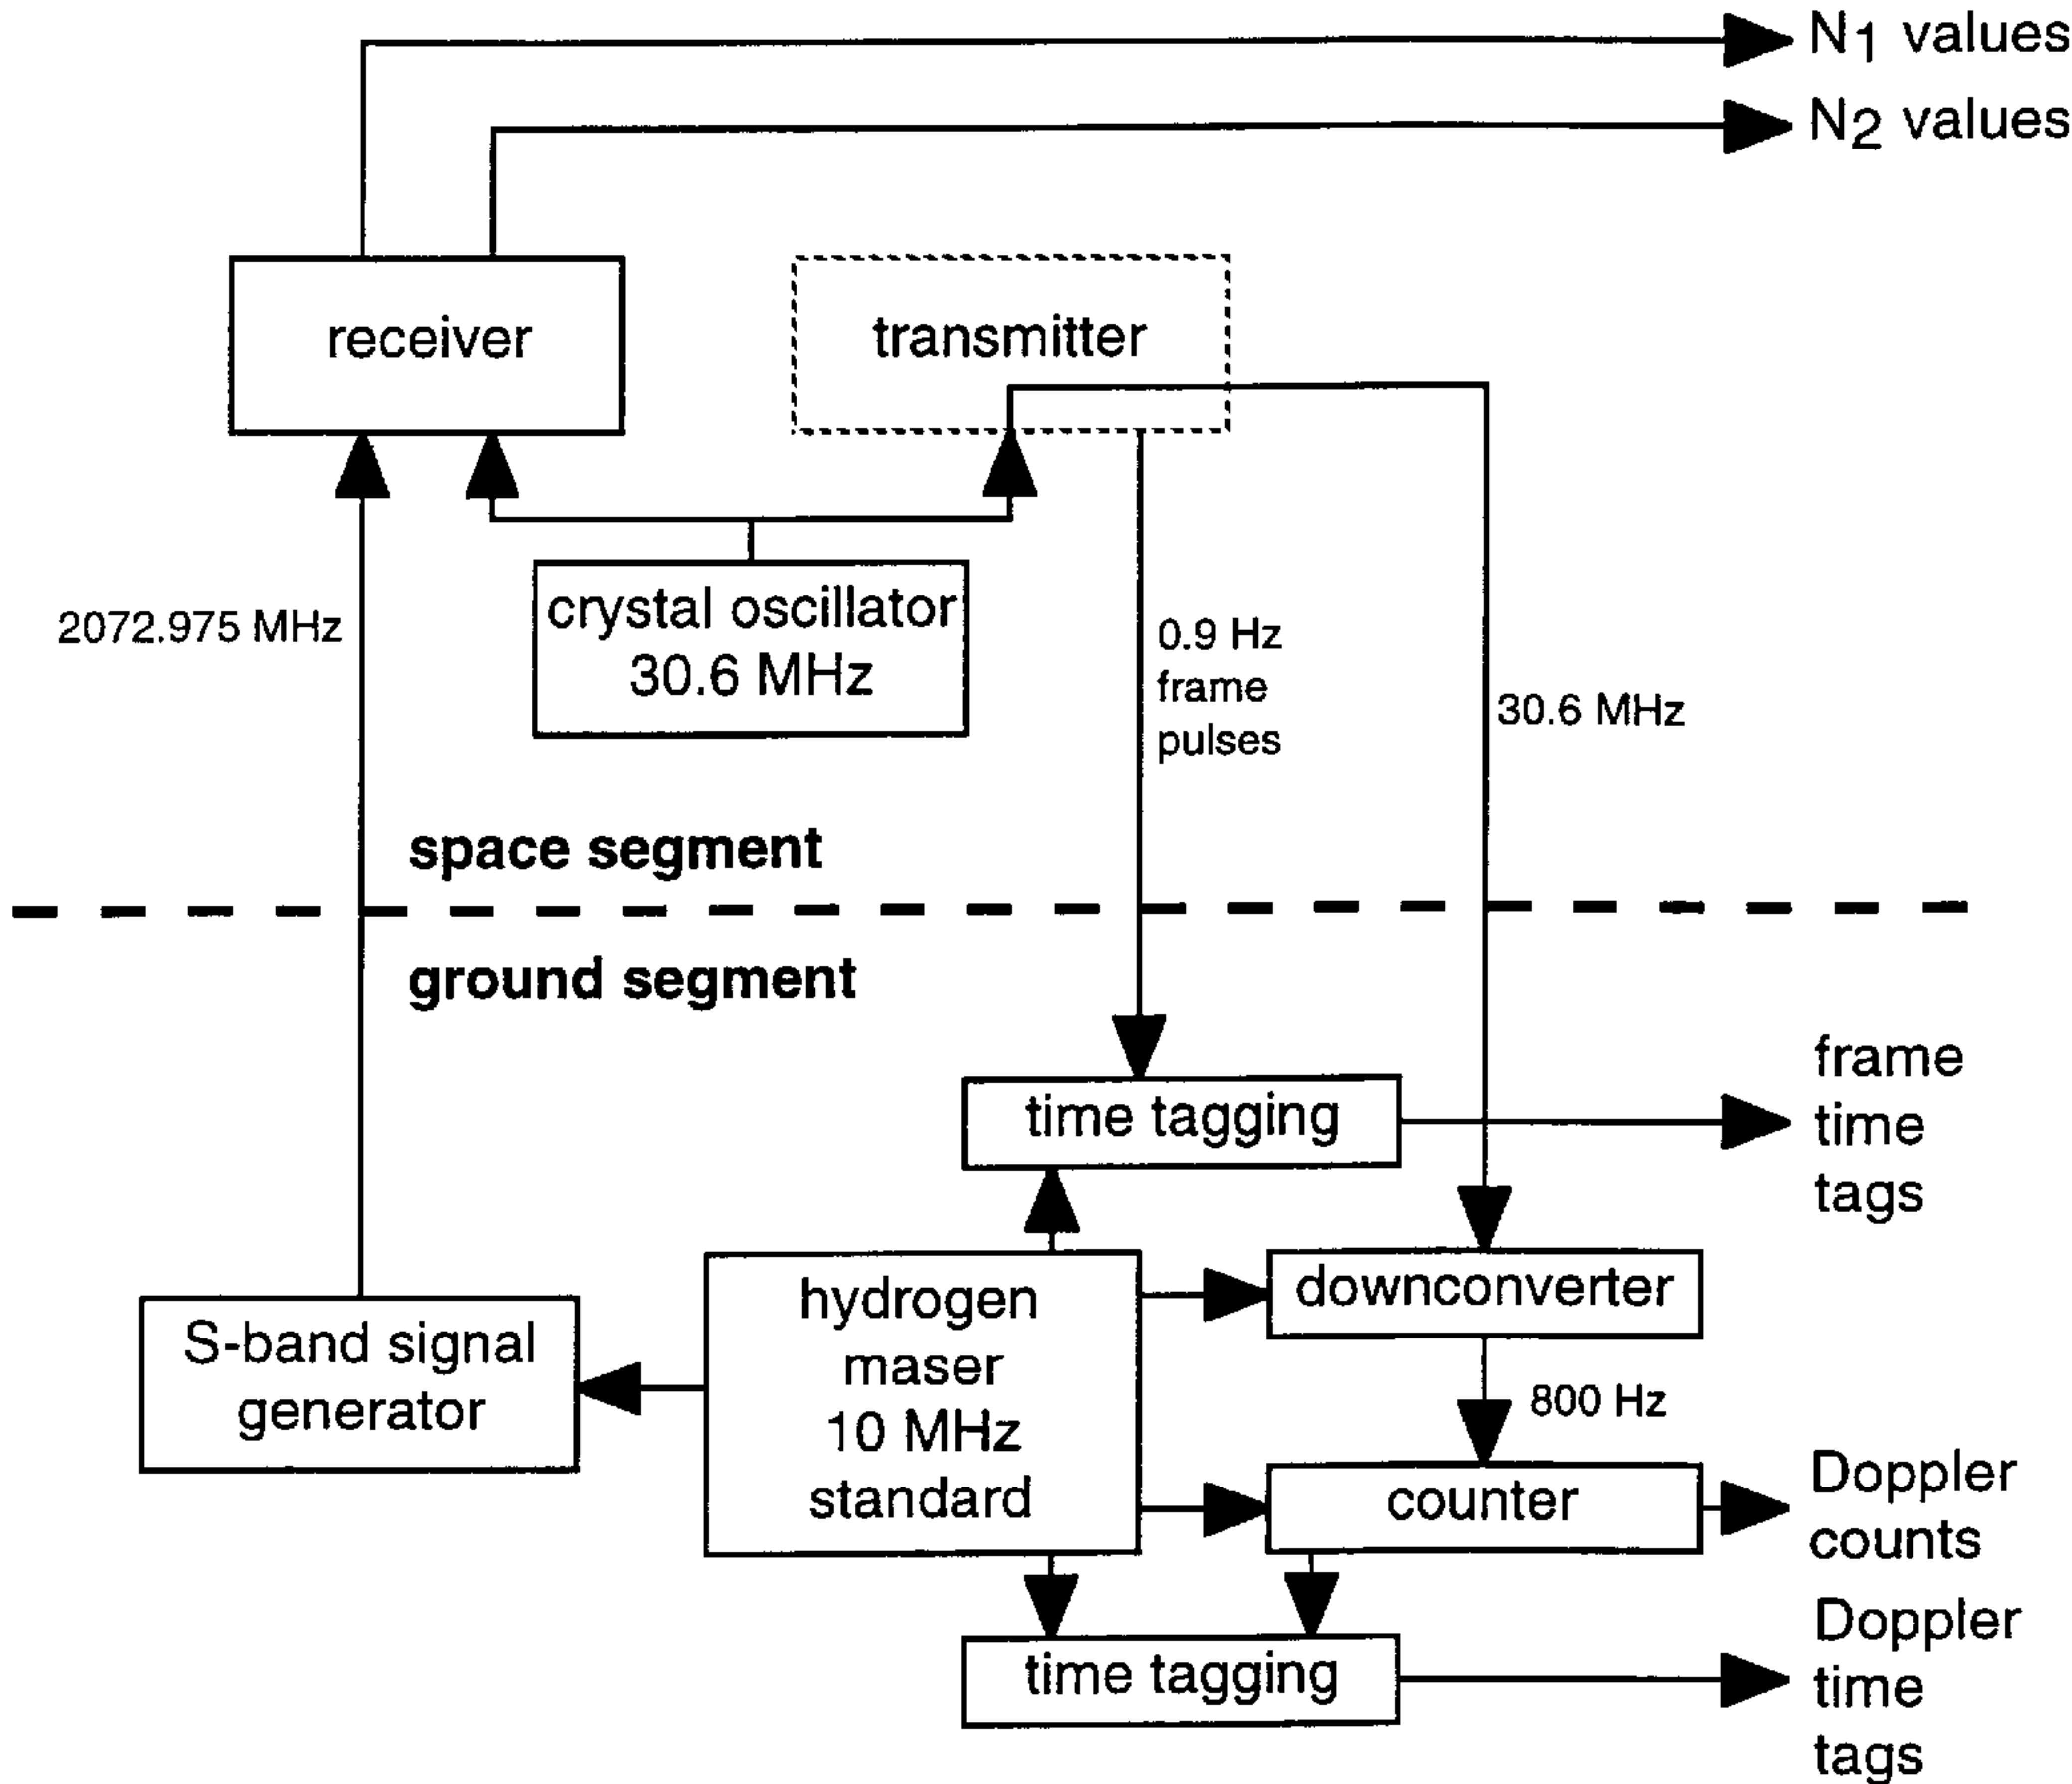 N1 values
N2 values
receiver
transmitter
crystal oscillator
30.6 MHz
2072.975 MHz
0.9 Hz
frame
pulses
30.6 MHz
space segment
ground segment
time tagging
frame
time
tags
hydrogen
maser
10 MHz
standard
downconverter
S-band signal
generator
800 Hz
counter
Doppler
counts
time tagging
Doppler
time
tags